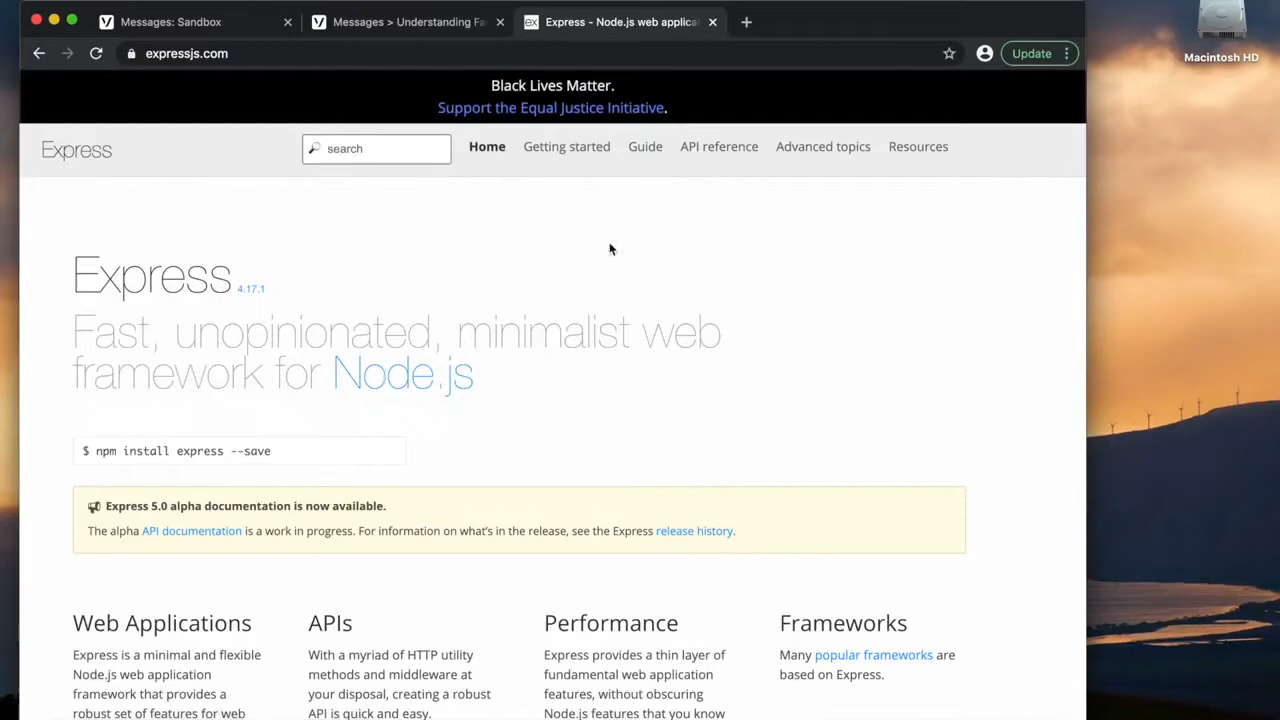 Messages: Sandbox
Messages > Understanding Fa
ex Express - Node.js web applica
expressjs.com
Update
Macintosh HD
Black Lives Matter.
Support the Equal Justice Initiative.
Express
search
Home
Getting started
Guide
API reference
Advanced topics
Resources
Express 4.17.1
Fast, unopinionated, minimalist web
framework for Node.js
$ npm install express --save
Express 5.0 alpha documentation is now available.
The alpha API documentation is a work in progress. For information on what's in the release, see the Express release history.
Web Applications
Express is a minimal and flexible
Node.js web application
framework that provides a
robust set of features for web
APIs
With a myriad of HTTP utility
methods and middleware at
your disposal, creating a robust
API is quick and easy.
Performance
Express provides a thin layer of
fundamental web application
features, without obscuring
Node.js features that you know
Frameworks
Many popular frameworks are
based on Express.